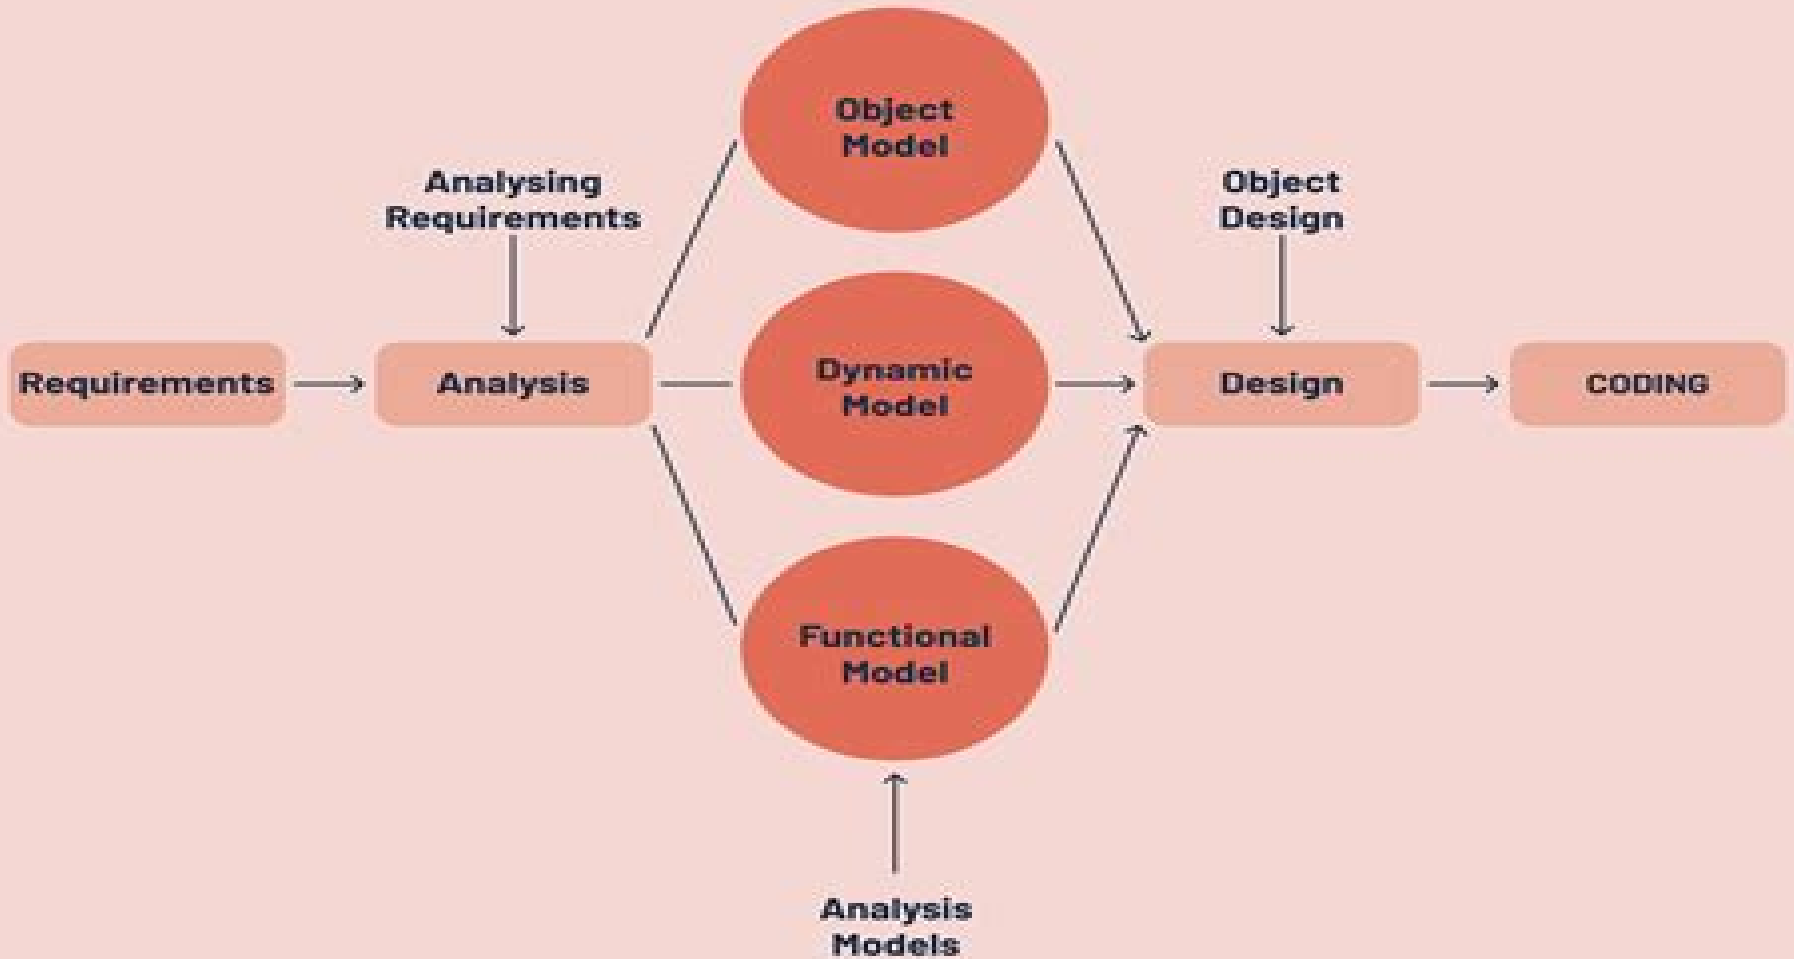 Object
Model
Analysing
Requirements
Object
Design
Requirements
Analysis
Dynamic
Model
Design
CODING
Functional
Model
Analysis
Models